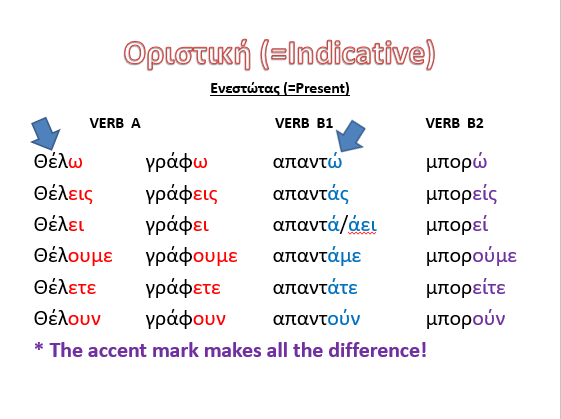 Οριστική (=Indicative)
Ενεστώτας (=Present)
VERB A VERB B1 VERB B2
Θέλω γράφω απαντώ μπορώ
Θέλεις γράφεις απαντάς μπορείς
Θέλει γράφει απαντά/άει μπορεί
Θέλουμε γράφουμε απαντάμε μπορούμε
Θέλετε γράφετε απαντάτε μπορείτε
Θέλουν γράφουν απαντούν μπορούν
* The accent mark makes all the difference!